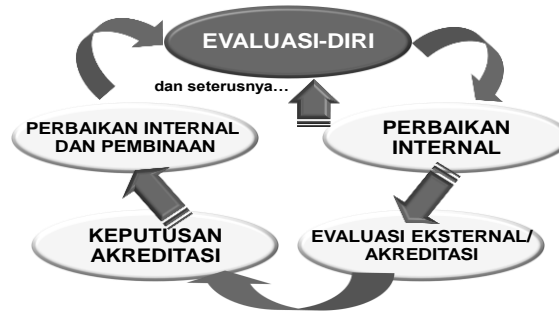 EVALUASI-DIRI
dan seterusnya...
PERBAIKAN INTERNAL
DAN PEMBINAAN
PERBAIKAN
INTERNAL
KEPUTUSAN
AKREDITASI
EVALUASI EKSTERNAL/
AKREDITASI